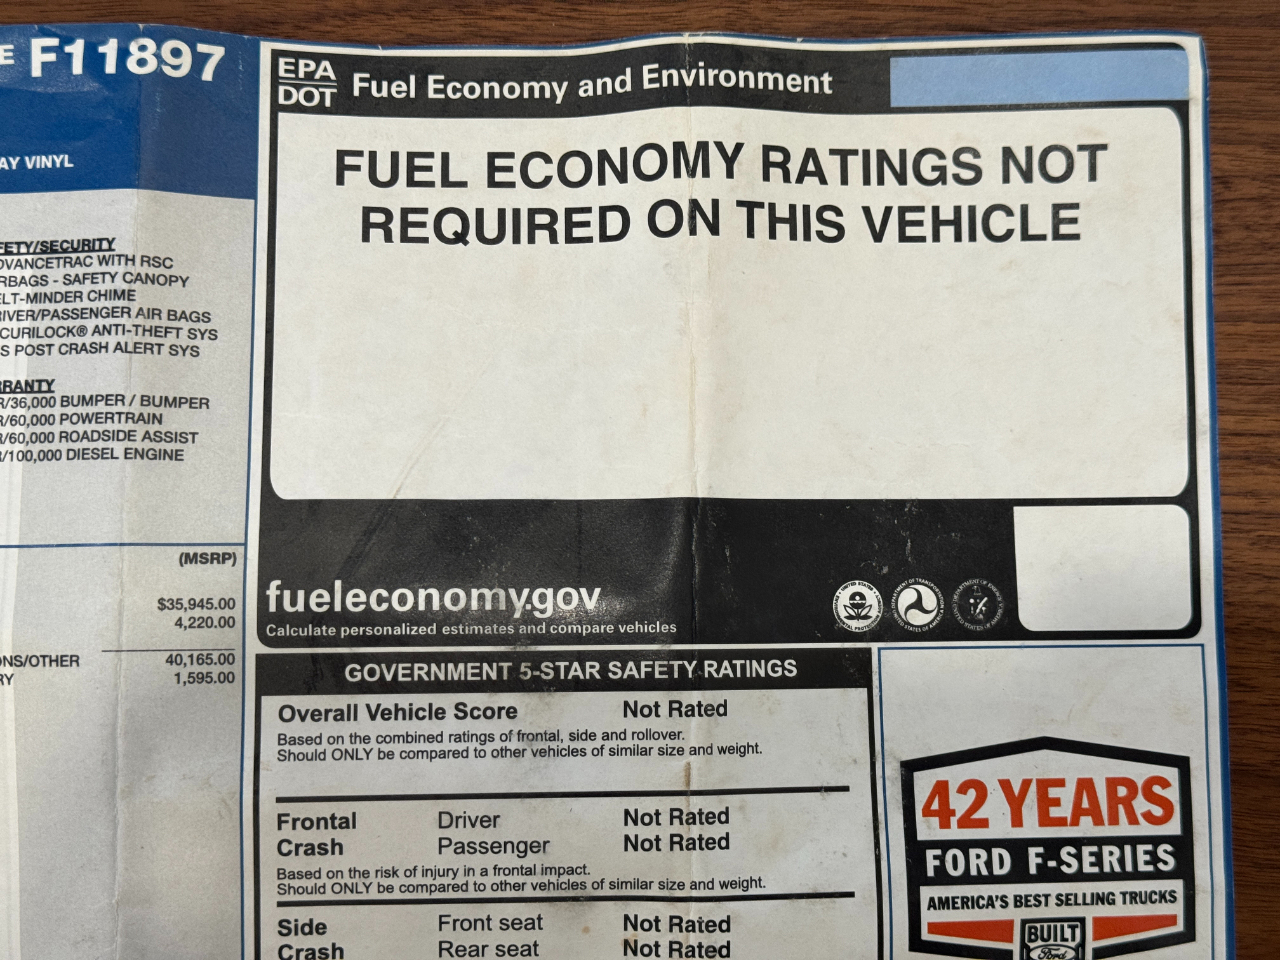 E F11897
AY VINYL
FETY/SECURITY
DVANCETRAC WITH RSC
RBAGS - SAFETY CANOPY
ELT-MINDER CHIME
RIVER/PASSENGER AIR BAGS
CURILOCK® ANTI-THEFT SYS
S POST CRASH ALERT SYS
RRANTY
R/36,000 BUMPER / BUMPER
R/60,000 POWERTRAIN
R/60,000 ROADSIDE ASSIST
R/100,000 DIESEL ENGINE
(MSRP)
$35,945.00
4,220.00
ONS/OTHER 40,165.00
RY 1,595.00
EPA
DOT
Fuel Economy and Environment
FUEL ECONOMY RATINGS NOT
REQUIRED ON THIS VEHICLE
fueleconomy.gov
Calculate personalized estimates and compare vehicles
GOVERNMENT 5-STAR SAFETY RATINGS
Overall Vehicle Score Not Rated
Based on the combined ratings of frontal, side and rollover.
Should ONLY be compared to other vehicles of similar size and weight.
Frontal Driver Not Rated
Crash Passenger Not Rated
Based on the risk of injury in a frontal impact.
Should ONLY be compared to other vehicles of similar size and weight.
Side Front seat Not Rated
Crash Rear seat Not Rated
42 YEARS
FORD F-SERIES
AMERICA'S BEST SELLING TRUCKS
BUILT
Ford